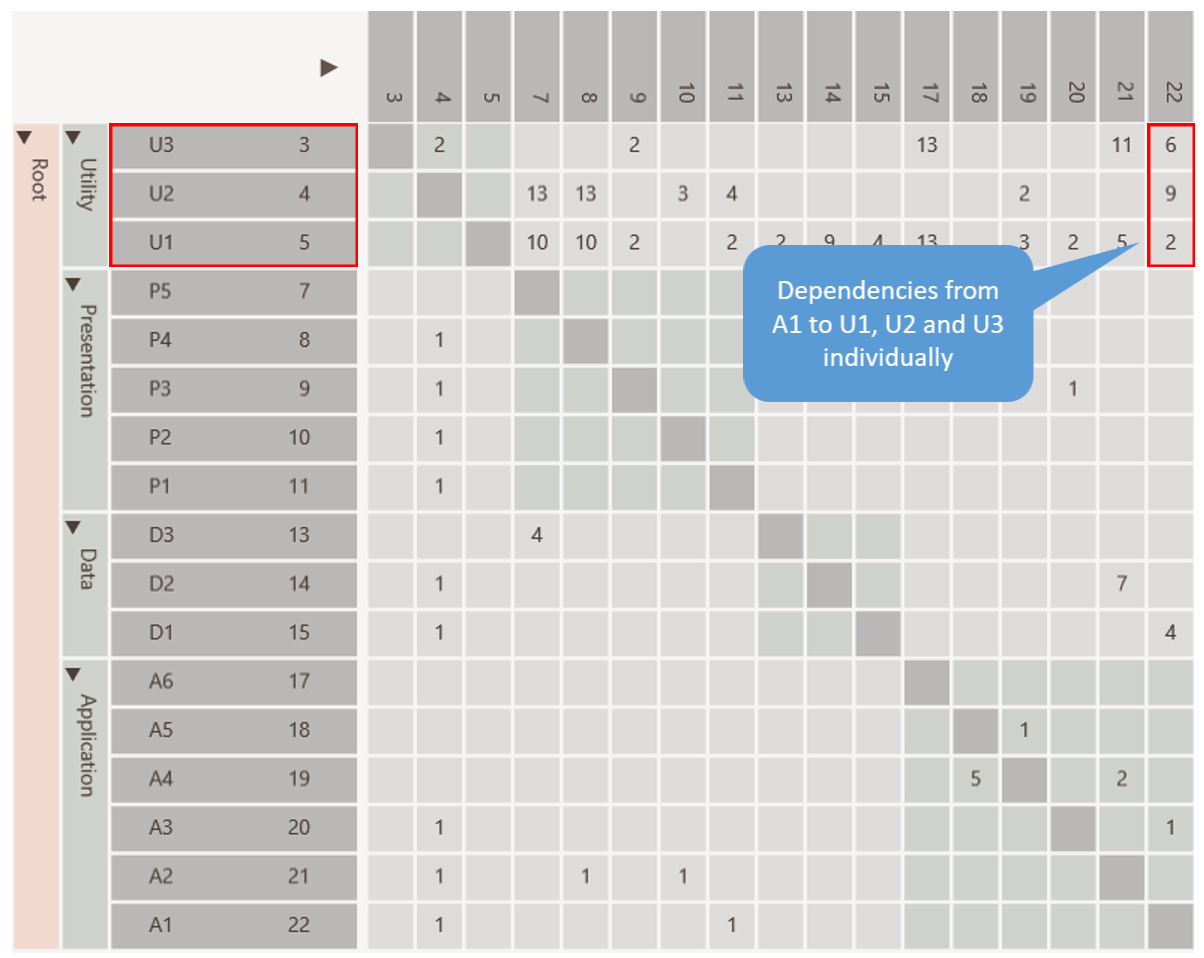 3 4 5 7 8 9 10 11 13 14 15 17 18 19 20 21 22
Root
Utility
U3 3 2 2 13 11 6
U2 4 13 13 3 4 2 9
U1 5 10 10 2 2 2 9 4 13 3 2 5 2
Dependencies from
A1 to U1, U2 and U3
individually
Presentation
P5 7
P4 8 1
P3 9 1 1
P2 10 1
P1 11 1
Data
D3 13 4
D2 14 1 7
D1 15 1 4
Application
A6 17
A5 18 1
A4 19 5 2
A3 20 1 1
A2 21 1 1 1
A1 22 1 1